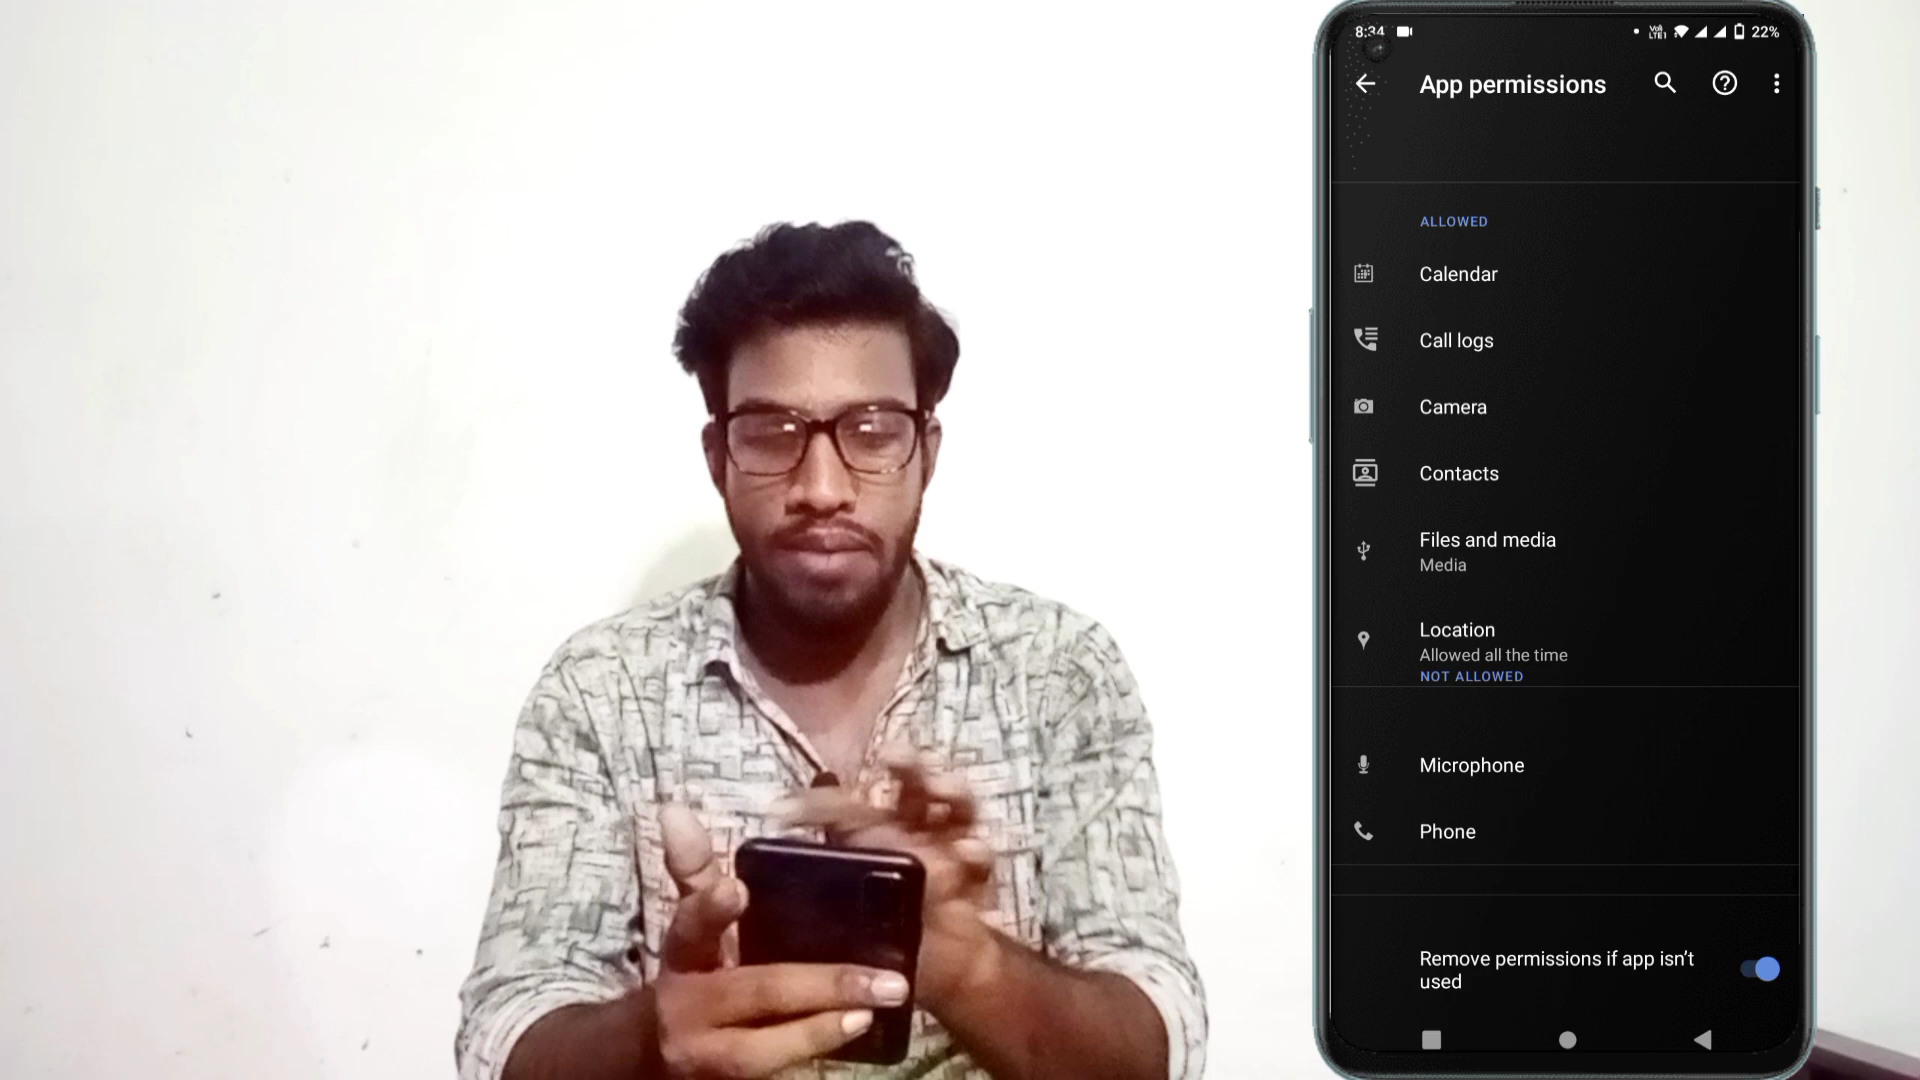 8:34
22%
App permissions
ALLOWED
Calendar
Call logs
Camera
Contacts
Files and media
Media
Location
Allowed all the time
NOT ALLOWED
Microphone
Phone
Remove permissions if app isn't
used